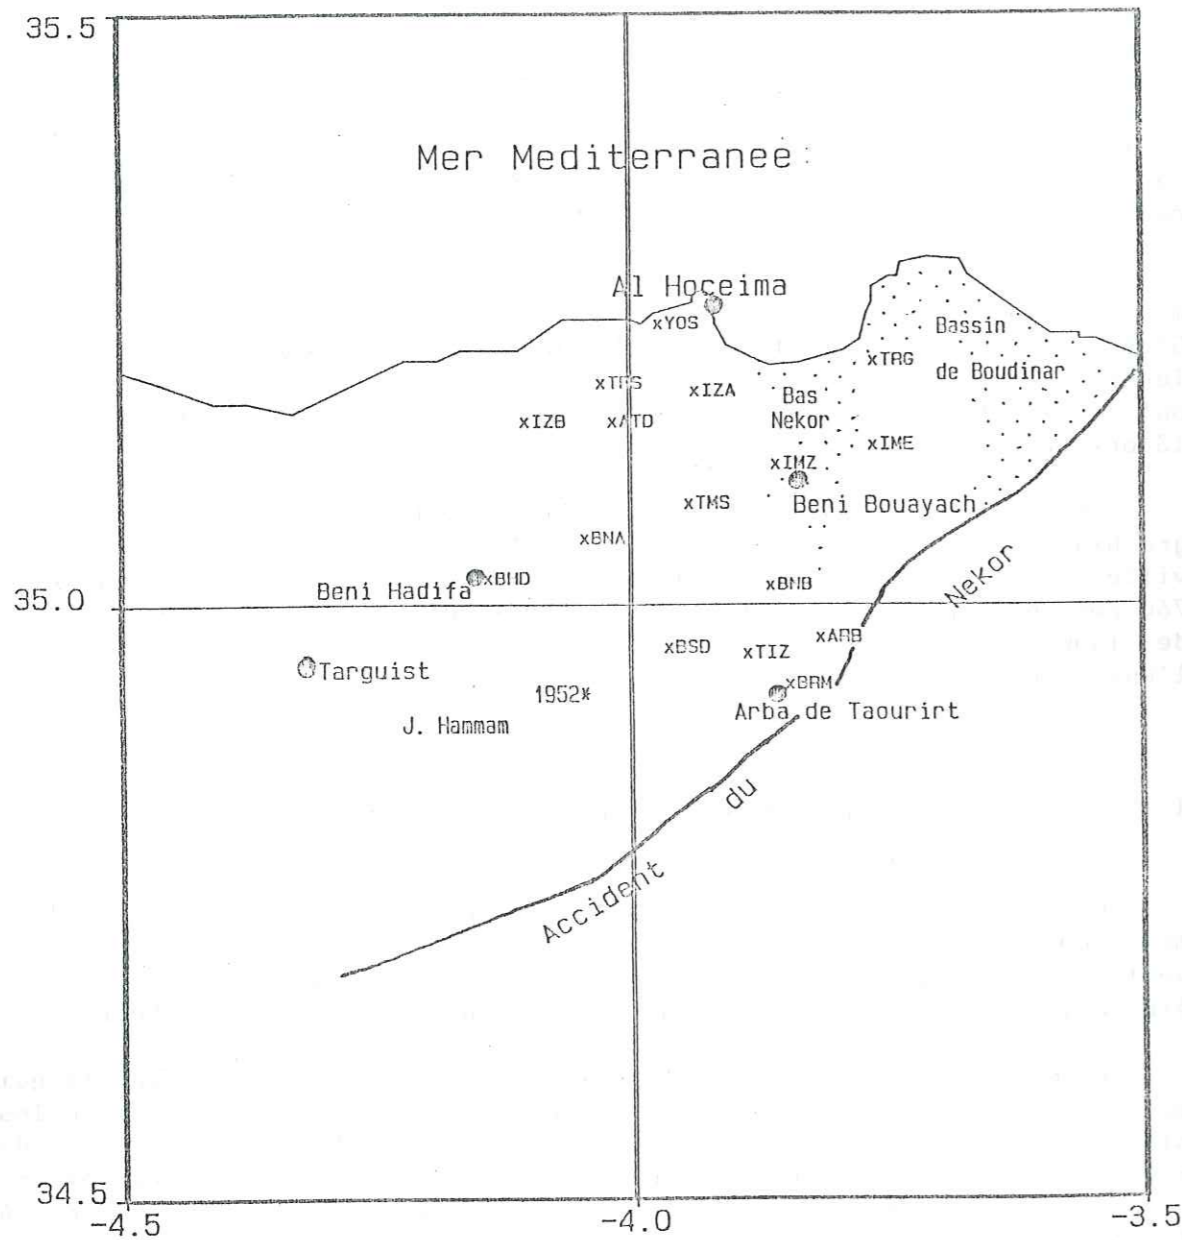 35.5
Mer Mediterranee
Al Hoceima
xYOS
Bassin
xTRG
de Boudinar
xIZA
Bas
Nekor
xIZB
xATD
xIME
xIMZ
xTMS
Beni Bouayach
xBNA
xBHD
Beni Hadifa
xBNB
Nekor
35.0
xARB
xBSD
xTIZ
Targuist
xBRM
1952*
Arba de Taourirt
J. Hammam
du
Accident
34.5
-4.5
-4.0
-3.5